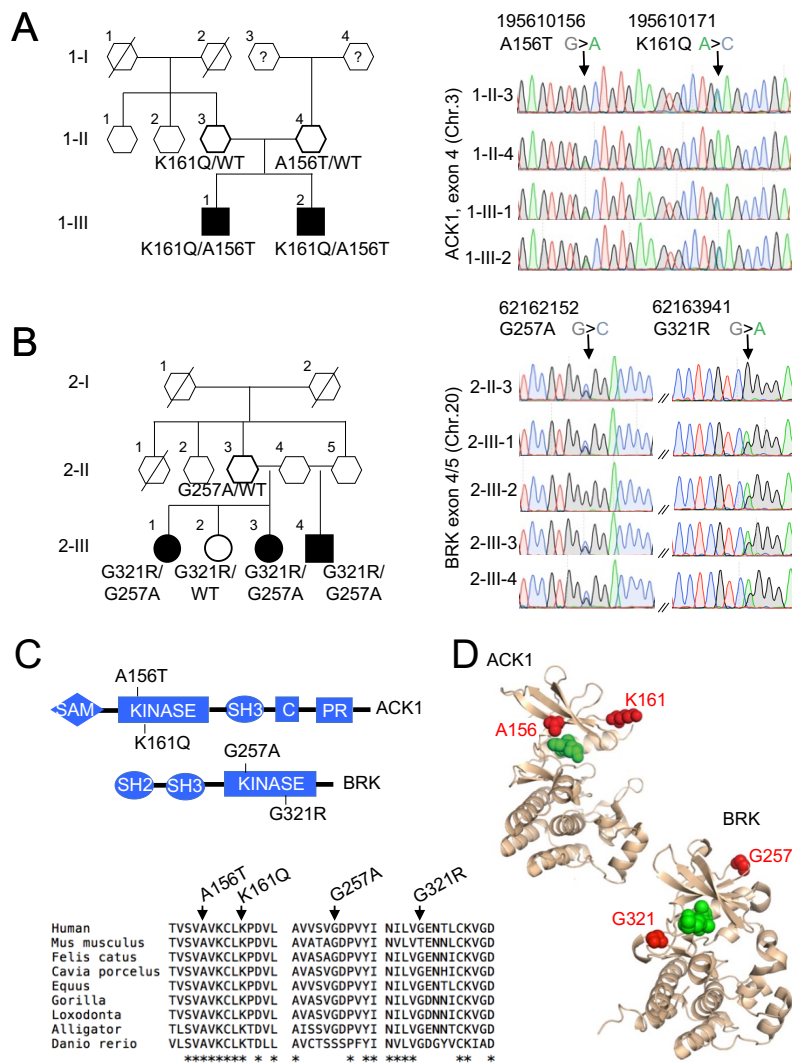 A
1-I
1
2
3
?
4
?
1-II
1
2
3
4
K161Q/WT
A156T/WT
1-III
1
2
K161Q/A156T
K161Q/A156T
195610156
195610171
A156T G>A
K161Q A>C
ACK1, exon 4 (Chr.3)
1-II-3
1-II-4
1-III-1
1-III-2
B
2-I
1
2
2-II
1
2
3
4
5
G257A/WT
2-III
1
2
3
4
G321R/ G321R/ G321R/ G321R/
G257A WT G257A G257A
62162152
62163941
G257A G>C
G321R G>A
BRK exon 4/5 (Chr.20)
2-II-3
2-III-1
2-III-2
2-III-3
2-III-4
//
//
//
//
//
C
A156T
SAM KINASE SH3 C PR ACK1
K161Q
G257A
SH2 SH3 KINASE BRK
G321R
A156T K161Q G257A G321R
Human TVSVAVKCLKPDVL AVVSVGDPVYI NILVGENTLCKVGD
Mus musculus TVSVAVKCLKPDVL AVATAGDPVYI NVLVTENNLCKVGD
Felis catus TVSVAVKCLKPDVL AVASAGDPVYI NILVGENTLCKVGD
Cavia porcelus TVSVAVKCLKPDVL AVASVGDPVYI NILVGENHICKVGD
Equus TVSVAVKCLKPDVL AVASVGDPVYI NILVGENTLCKVGD
Gorilla TVSVAVKCLKPDVL AVASVGDPVYI NILVGDNNICKVGD
Loxodonta TVSVAVKCLKPDVL AVASVGDPVYI NILVGDNNICKVGD
Alligator TLSVAVKCLKPDVL AISSVGDPVYI NILVGDNNICKVGD
Danio rerio VLSVAVKCLKTDLL AVCTSSSPFYI NVLVGDGYVCKIAD
******** * * * * ** **** ** *
D
ACK1
K161
A156
BRK
G257
G321